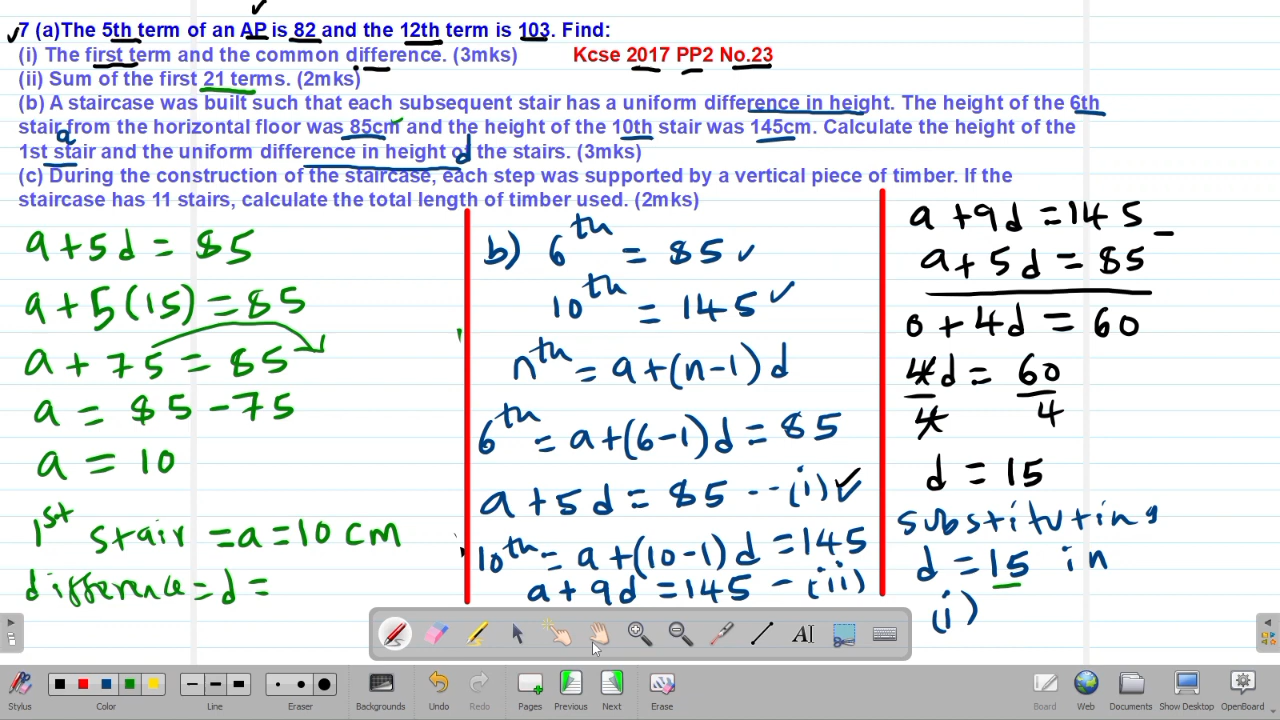 7 (a)The 5th term of an AP is 82 and the 12th term is 103. Find:
(i) The first term and the common difference. (3mks) Kcse 2017 PP2 No.23
(ii) Sum of the first 21 terms. (2mks)
(b) A staircase was built such that each subsequent stair has a uniform difference in height. The height of the 6th
stair from the horizontal floor was 85cm and the height of the 10th stair was 145cm. Calculate the height of the
1st stair and the uniform difference in height of the stairs. (3mks)
a
d
(c) During the construction of the staircase, each step was supported by a vertical piece of timber. If the
staircase has 11 stairs, calculate the total length of timber used. (2mks)
a + 5d = 85
a + 5(15) = 85
a + 75 = 85
a = 85 - 75
a = 10
1st stair = a = 10 cm
difference = d =
b) 6th = 85
10th = 145
nth = a + (n-1) d
6th = a + (6-1) d = 85
a + 5d = 85 -- (i)
10th = a + (10-1) d = 145
a + 9d = 145 - (ii)
a + 9d = 145 -
a + 5d = 85
0 + 4d = 60
4d = 60
4 4
d = 15
substituting
d = 15 in
(i)
Stylus Color Line Eraser Backgrounds Undo Redo Pages Previous Next Erase Board Web Documents Show Desktop OpenBoard